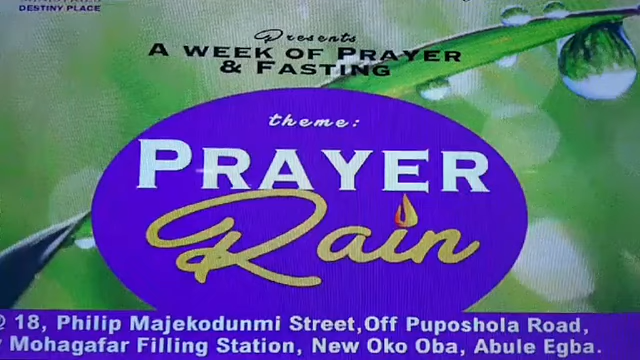 DESTINY PLACE
Presents
A WEEK OF PRAYER
& FASTING
theme:
PRAYER
Rain
@ 18, Philip Majekodunmi Street,Off Puposhola Road,
Mohagafar Filling Station, New Oko Oba, Abule Egba.